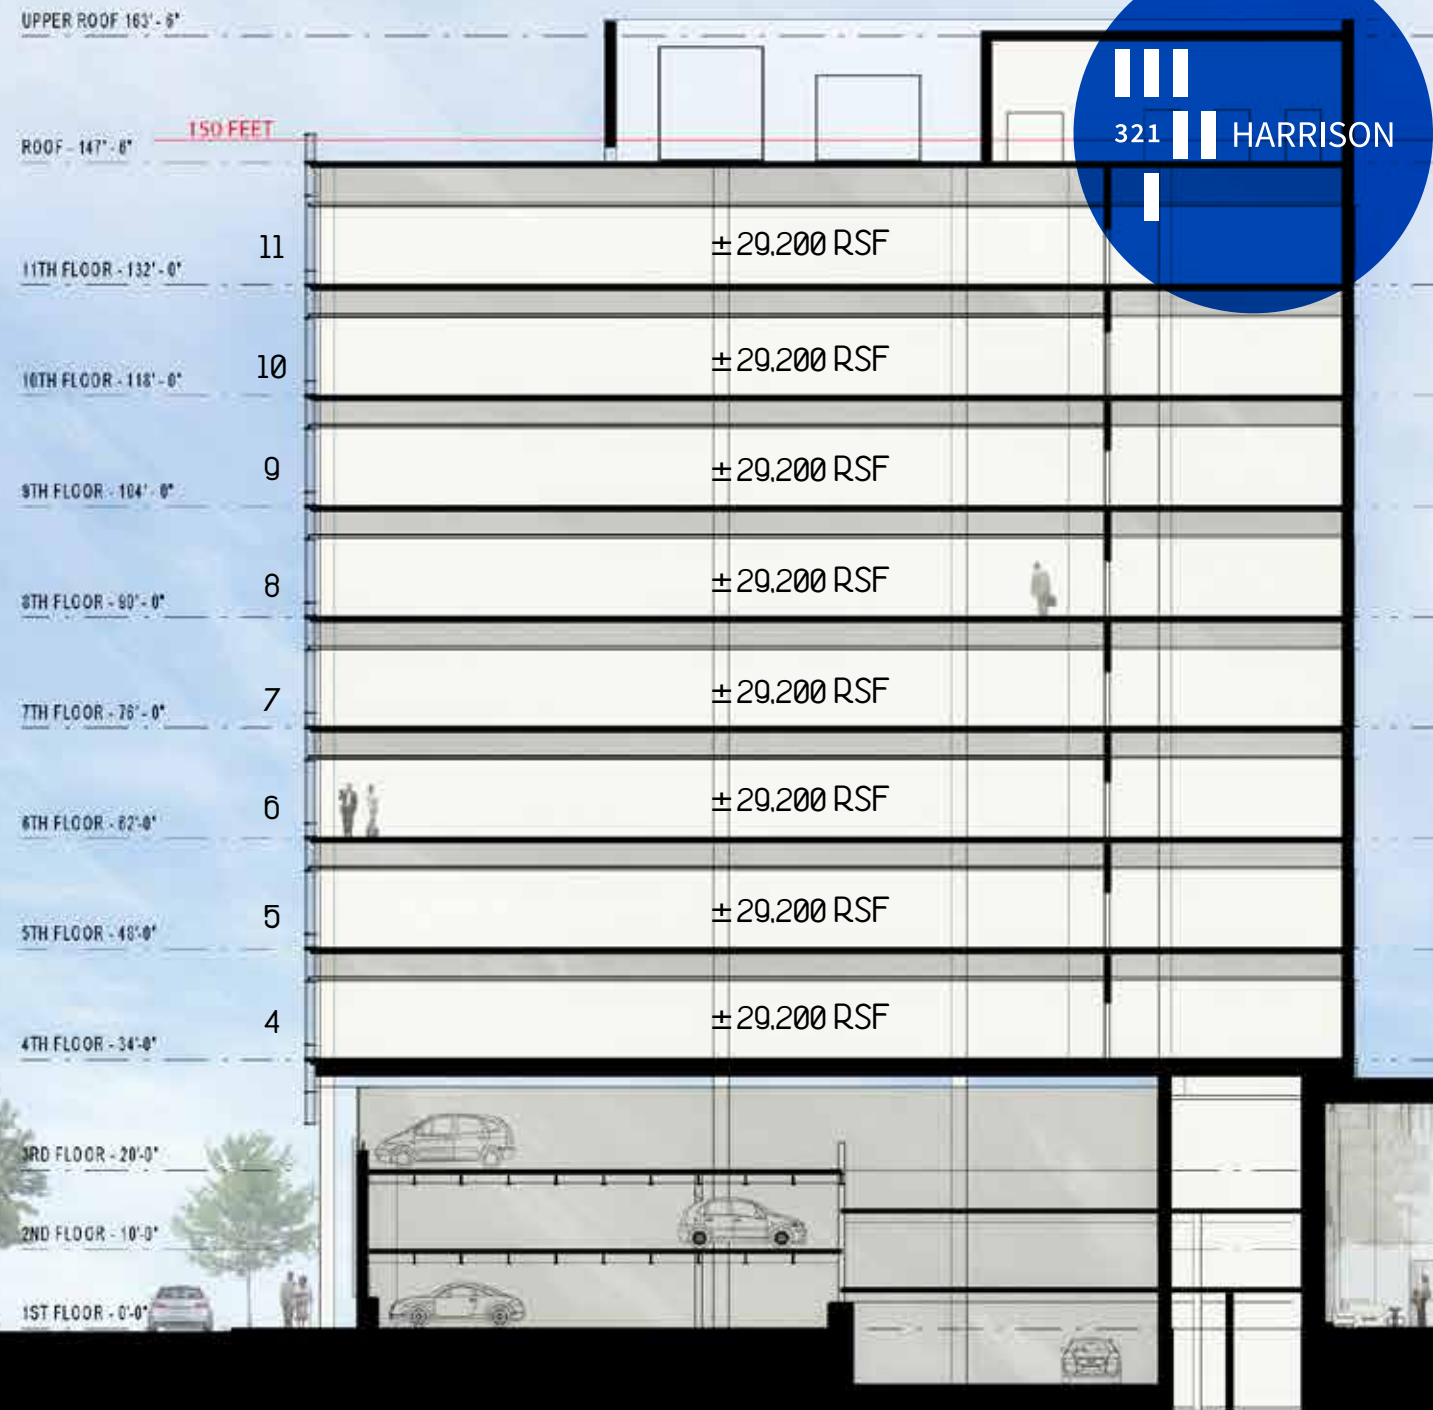 UPPER ROOF 163'- 6"
150 FEET
ROOF - 147'- 6"
321 HARRISON
11 ±29,200 RSF
11TH FLOOR - 132'- 0"
10 ±29,200 RSF
10TH FLOOR - 118'- 0"
9 ±29,200 RSF
9TH FLOOR - 104'- 0"
8 ±29,200 RSF
8TH FLOOR - 90'- 0"
7 ±29,200 RSF
7TH FLOOR - 76'- 0"
6 ±29,200 RSF
6TH FLOOR - 62'-0"
5 ±29,200 RSF
5TH FLOOR - 48'-0"
4 ±29,200 RSF
4TH FLOOR - 34'-0"
3RD FLOOR - 20'-0"
2ND FLOOR - 10'-0"
1ST FLOOR - 0'-0"